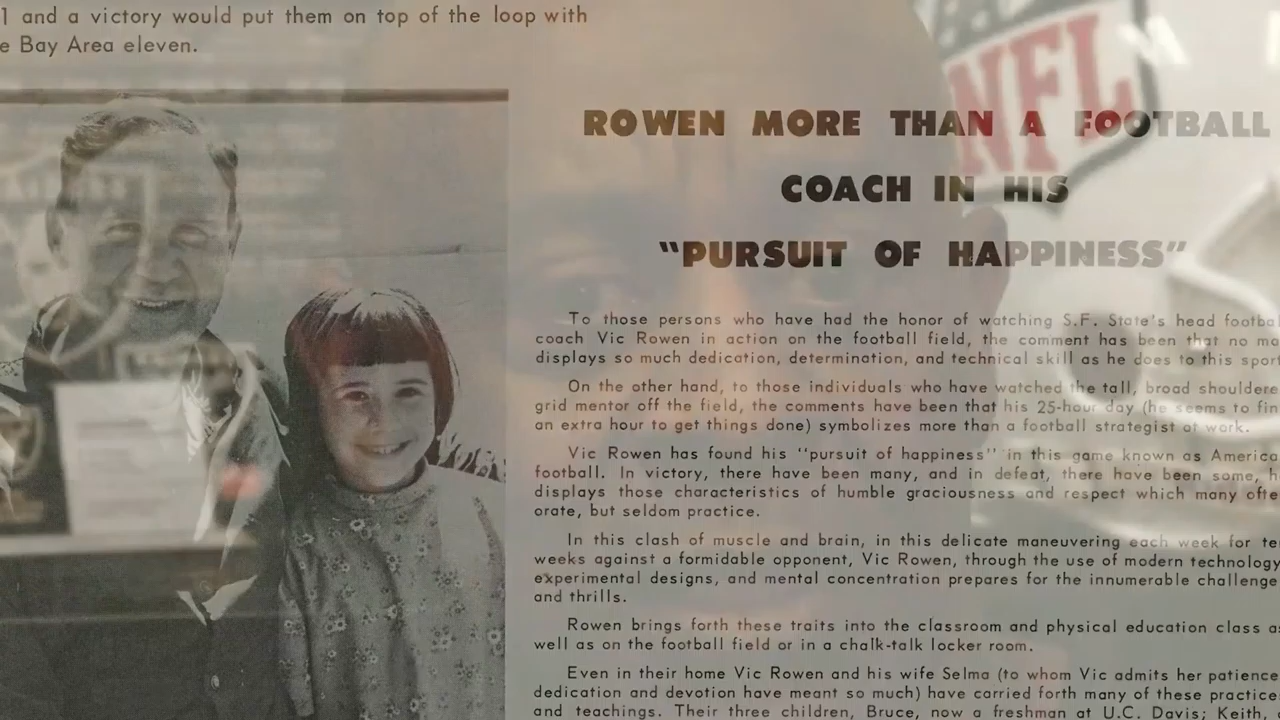 1 and a victory would put them on top of the loop with
e Bay Area eleven.
NFL
ROWEN MORE THAN A FOOTBALL
COACH IN HIS
"PURSUIT OF HAPPINESS"
To those persons who have had the honor of watching S.F. State's head footbal
coach Vic Rowen in action on the football field, the comment has been that no ma
displays so much dedication, determination, and technical skill as he does to this sport
On the other hand, to those individuals who have watched the tall, broad shouldere
grid mentor off the field, the comments have been that his 25-hour day (he seems to fin
an extra hour to get things done) symbolizes more than a football strategist at work.
Vic Rowen has found his "pursuit of happiness" in this game known as America
football. In victory, there have been many, and in defeat, there have been some, h
displays those characteristics of humble graciousness and respect which many ofte
orate, but seldom practice.
In this clash of muscle and brain, in this delicate maneuvering each week for te
weeks against a formidable opponent, Vic Rowen, through the use of modern technology
experimental designs, and mental concentration prepares for the innumerable challenge
and thrills.
Rowen brings forth these traits into the classroom and physical education class as
well as on the football field or in a chalk-talk locker room.
Even in their home Vic Rowen and his wife Selma (to whom Vic admits her patience
dedication and devotion have meant so much) have carried forth many of these practice
and teachings. Their three children, Bruce, now a freshman at U.C. Davis; Keith,